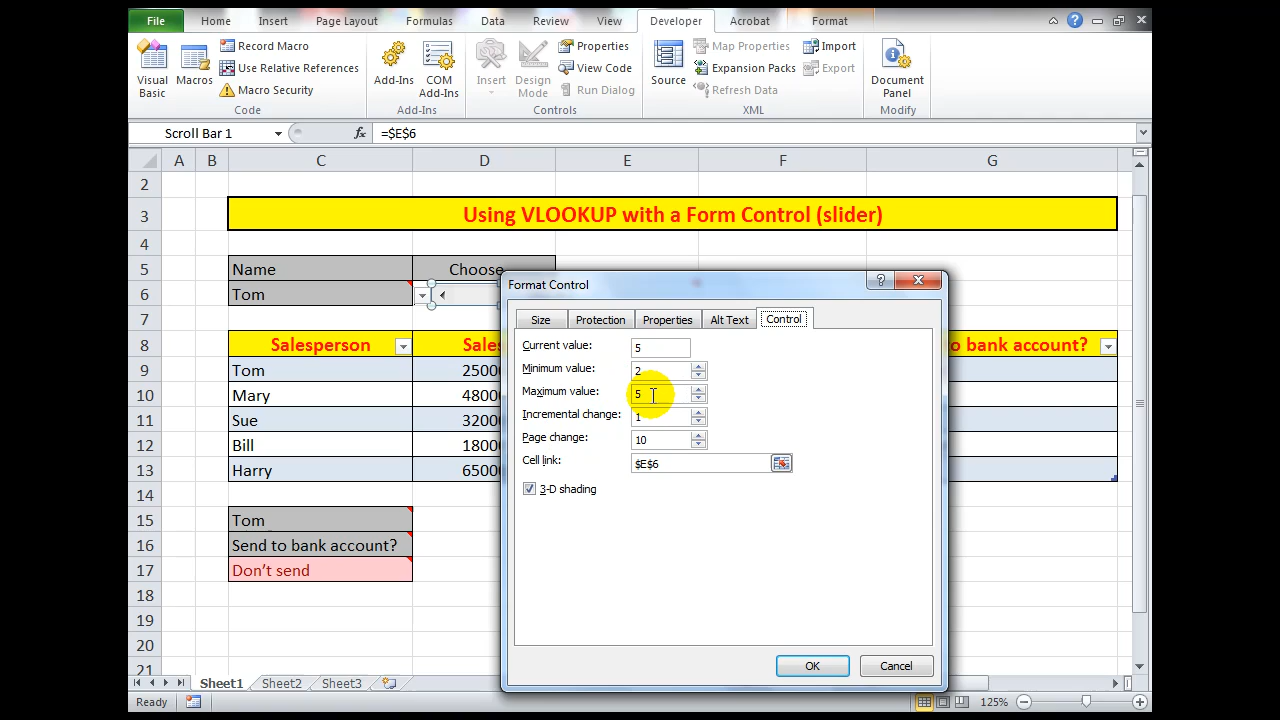 File Home Insert Page Layout Formulas Data Review View Developer Acrobat Format
Visual Basic
Macros
Record Macro
Use Relative References
Macro Security
Code
Add-Ins
COM Add-Ins
Add-Ins
Insert
Design Mode
Properties
View Code
Run Dialog
Controls
Source
Map Properties
Expansion Packs
Refresh Data
Import
Export
XML
Document Panel
Modify
Scroll Bar 1 fx =$E$6
A B C D E F G
2
3 Using VLOOKUP with a Form Control (slider)
4
5 Name Choose
6 Tom
7
8 Salesperson Sales o bank account?
9 Tom 25000
10 Mary 48000
11 Sue 32000
12 Bill 18000
13 Harry 65000
14
15 Tom
16 Send to bank account?
17 Don't send
18
19
20
21
Format Control
Size Protection Properties Alt Text Control
Current value: 5
Minimum value: 2
Maximum value: 5
Incremental change: 1
Page change: 10
Cell link: $E$6
3-D shading
OK Cancel
Sheet1 Sheet2 Sheet3
Ready 125%